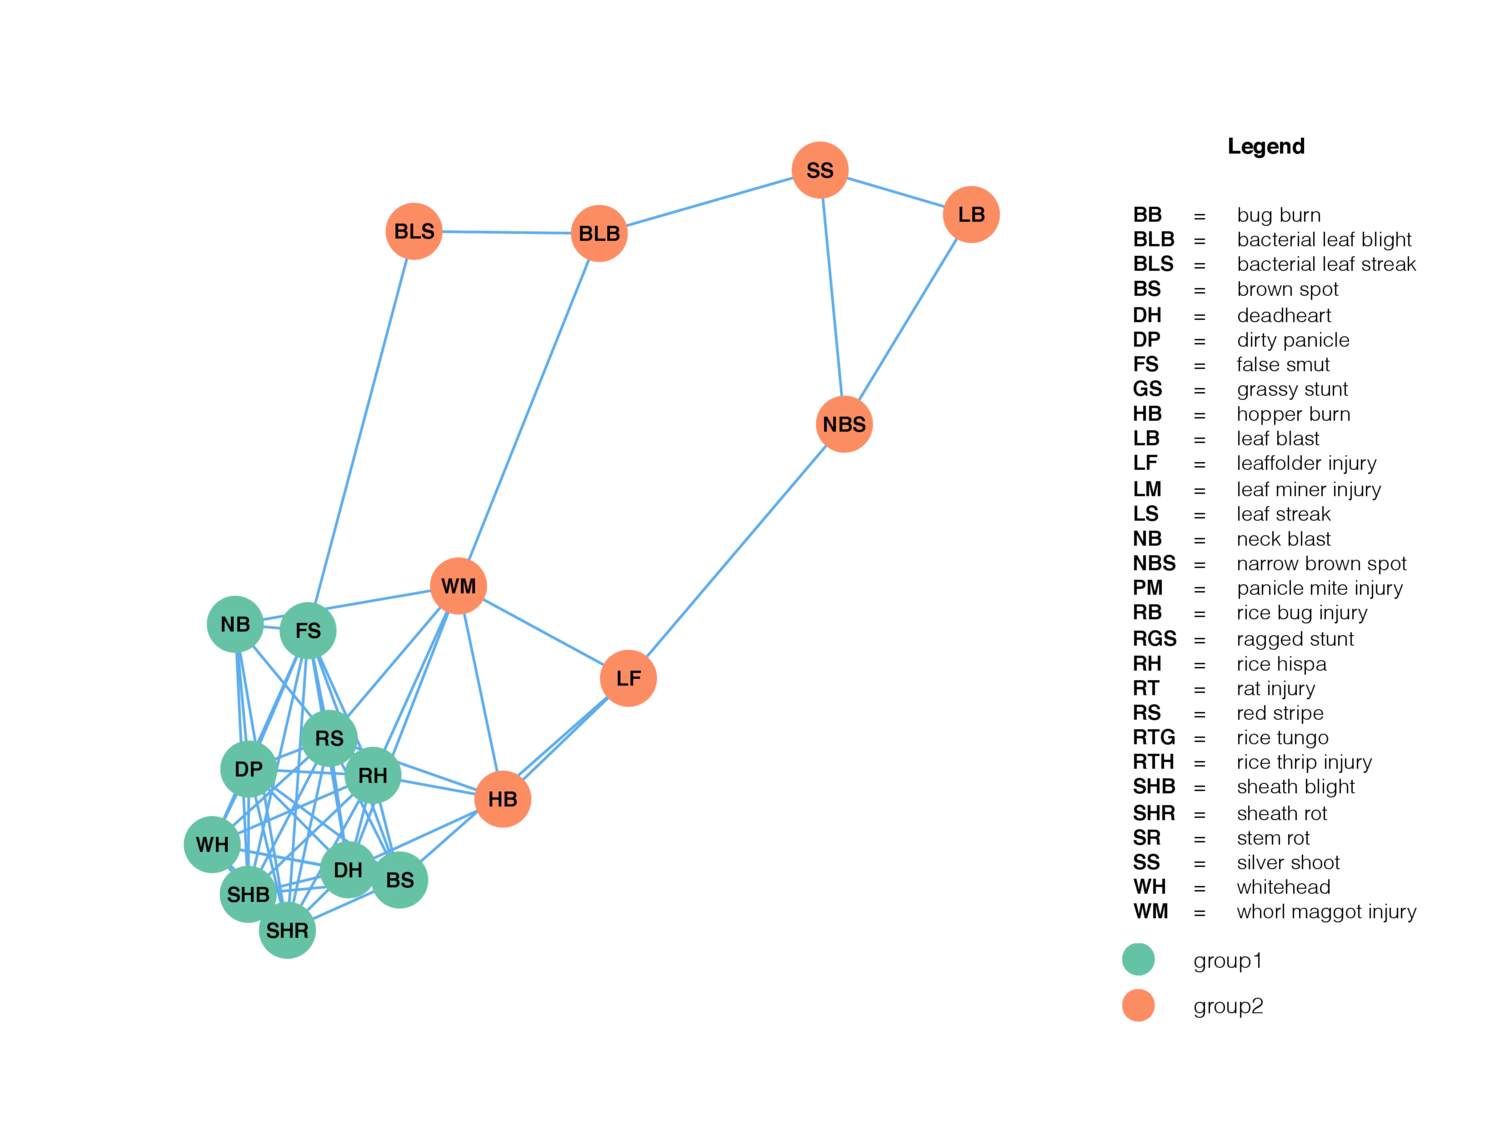 SS
LB
BLS
BLB
NBS
WM
NB
FS
LF
RS
DP
RH
HB
WH
DH
BS
SHB
SHR
Legend
BB = bug burn
BLB = bacterial leaf blight
BLS = bacterial leaf streak
BS = brown spot
DH = deadheart
DP = dirty panicle
FS = false smut
GS = grassy stunt
HB = hopper burn
LB = leaf blast
LF = leaffolder injury
LM = leaf miner injury
LS = leaf streak
NB = neck blast
NBS = narrow brown spot
PM = panicle mite injury
RB = rice bug injury
RGS = ragged stunt
RH = rice hispa
RT = rat injury
RS = red stripe
RTG = rice tungo
RTH = rice thrip injury
SHB = sheath blight
SHR = sheath rot
SR = stem rot
SS = silver shoot
WH = whitehead
WM = whorl maggot injury
group1
group2